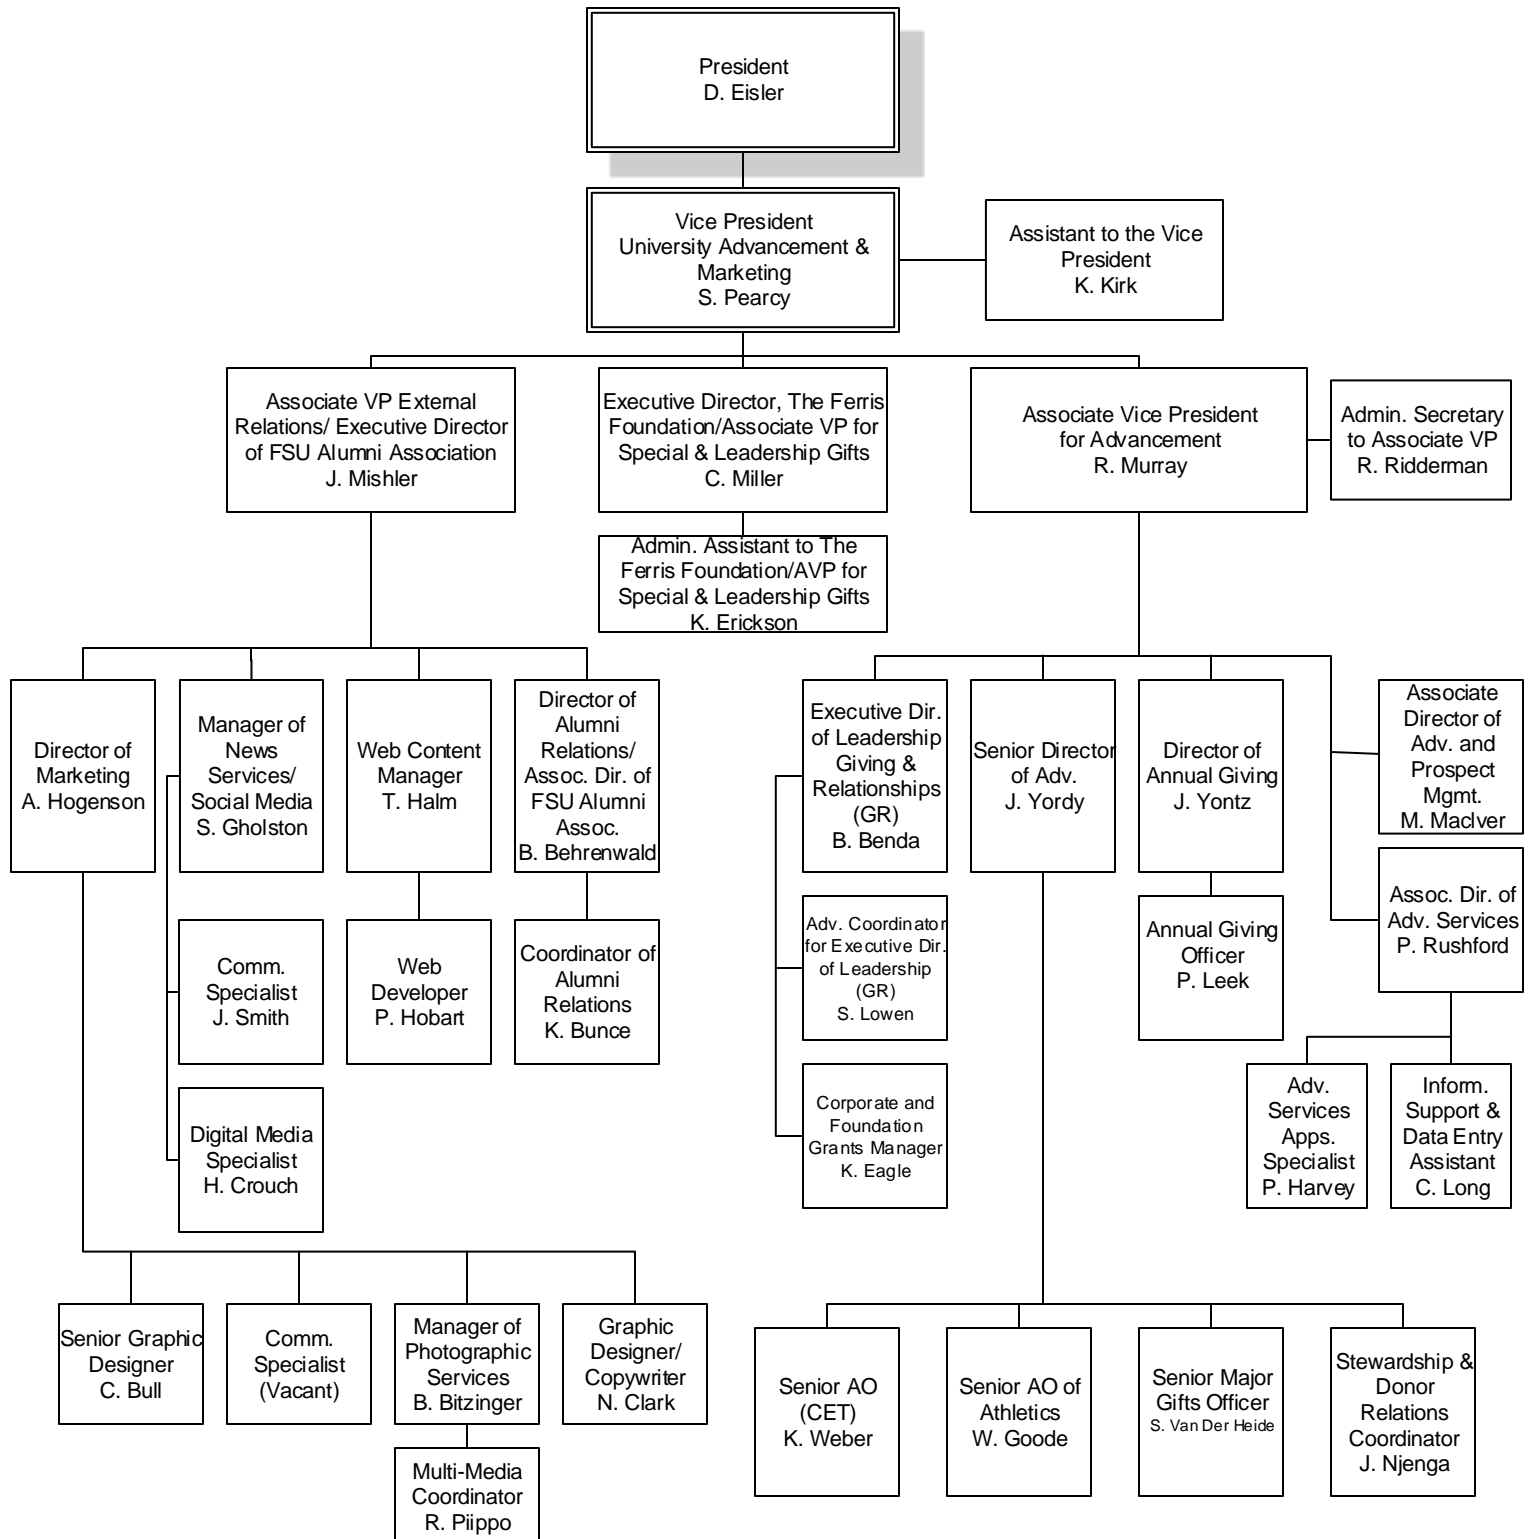 President
D. Eisler
Vice President
University Advancement &
Marketing
S. Pearcy
Assistant to the Vice
President
K. Kirk
Associate VP External
Relations/ Executive Director
of FSU Alumni Association
J. Mishler
Executive Director, The Ferris
Foundation/Associate VP for
Special & Leadership Gifts
C. Miller
Associate Vice President
for Advancement
R. Murray
Admin. Secretary
to Associate VP
R. Ridderman
Admin. Assistant to The
Ferris Foundation/AVP for
Special & Leadership Gifts
K. Erickson
Director of
Marketing
A. Hogenson
Manager of
News
Services/
Social Media
S. Gholston
Web Content
Manager
T. Halm
Director of
Alumni
Relations/
Assoc. Dir. of
FSU Alumni
Assoc.
B. Behrenwald
Executive Dir.
of Leadership
Giving &
Relationships
(GR)
B. Benda
Senior Director
of Adv.
J. Yordy
Director of
Annual Giving
J. Yontz
Associate
Director of
Adv. and
Prospect
Mgmt.
M. MacIver
Comm.
Specialist
J. Smith
Web
Developer
P. Hobart
Coordinator of
Alumni
Relations
K. Bunce
Adv. Coordinator
for Executive Dir.
of Leadership
(GR)
S. Lowen
Annual Giving
Officer
P. Leek
Assoc. Dir. of
Adv. Services
P. Rushford
Digital Media
Specialist
H. Crouch
Corporate and
Foundation
Grants Manager
K. Eagle
Adv.
Services
Apps.
Specialist
P. Harvey
Inform.
Support &
Data Entry
Assistant
C. Long
Senior Graphic
Designer
C. Bull
Comm.
Specialist
(Vacant)
Manager of
Photographic
Services
B. Bitzinger
Graphic
Designer/
Copywriter
N. Clark
Senior AO
(CET)
K. Weber
Senior AO of
Athletics
W. Goode
Senior Major
Gifts Officer
S. Van Der Heide
Stewardship &
Donor
Relations
Coordinator
J. Njenga
Multi-Media
Coordinator
R. Piippo